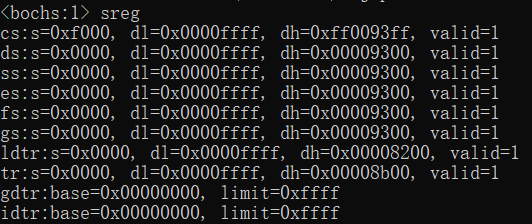 <bochs:1> sreg
cs:s=0xf000, dl=0x0000ffff, dh=0xff0093ff, valid=1
ds:s=0x0000, dl=0x0000ffff, dh=0x00009300, valid=1
ss:s=0x0000, dl=0x0000ffff, dh=0x00009300, valid=1
es:s=0x0000, dl=0x0000ffff, dh=0x00009300, valid=1
fs:s=0x0000, dl=0x0000ffff, dh=0x00009300, valid=1
gs:s=0x0000, dl=0x0000ffff, dh=0x00009300, valid=1
ldtr:s=0x0000, dl=0x0000ffff, dh=0x00008200, valid=1
tr:s=0x0000, dl=0x0000ffff, dh=0x00008b00, valid=1
gdtr:base=0x00000000, limit=0xffff
idtr:base=0x00000000, limit=0xffff